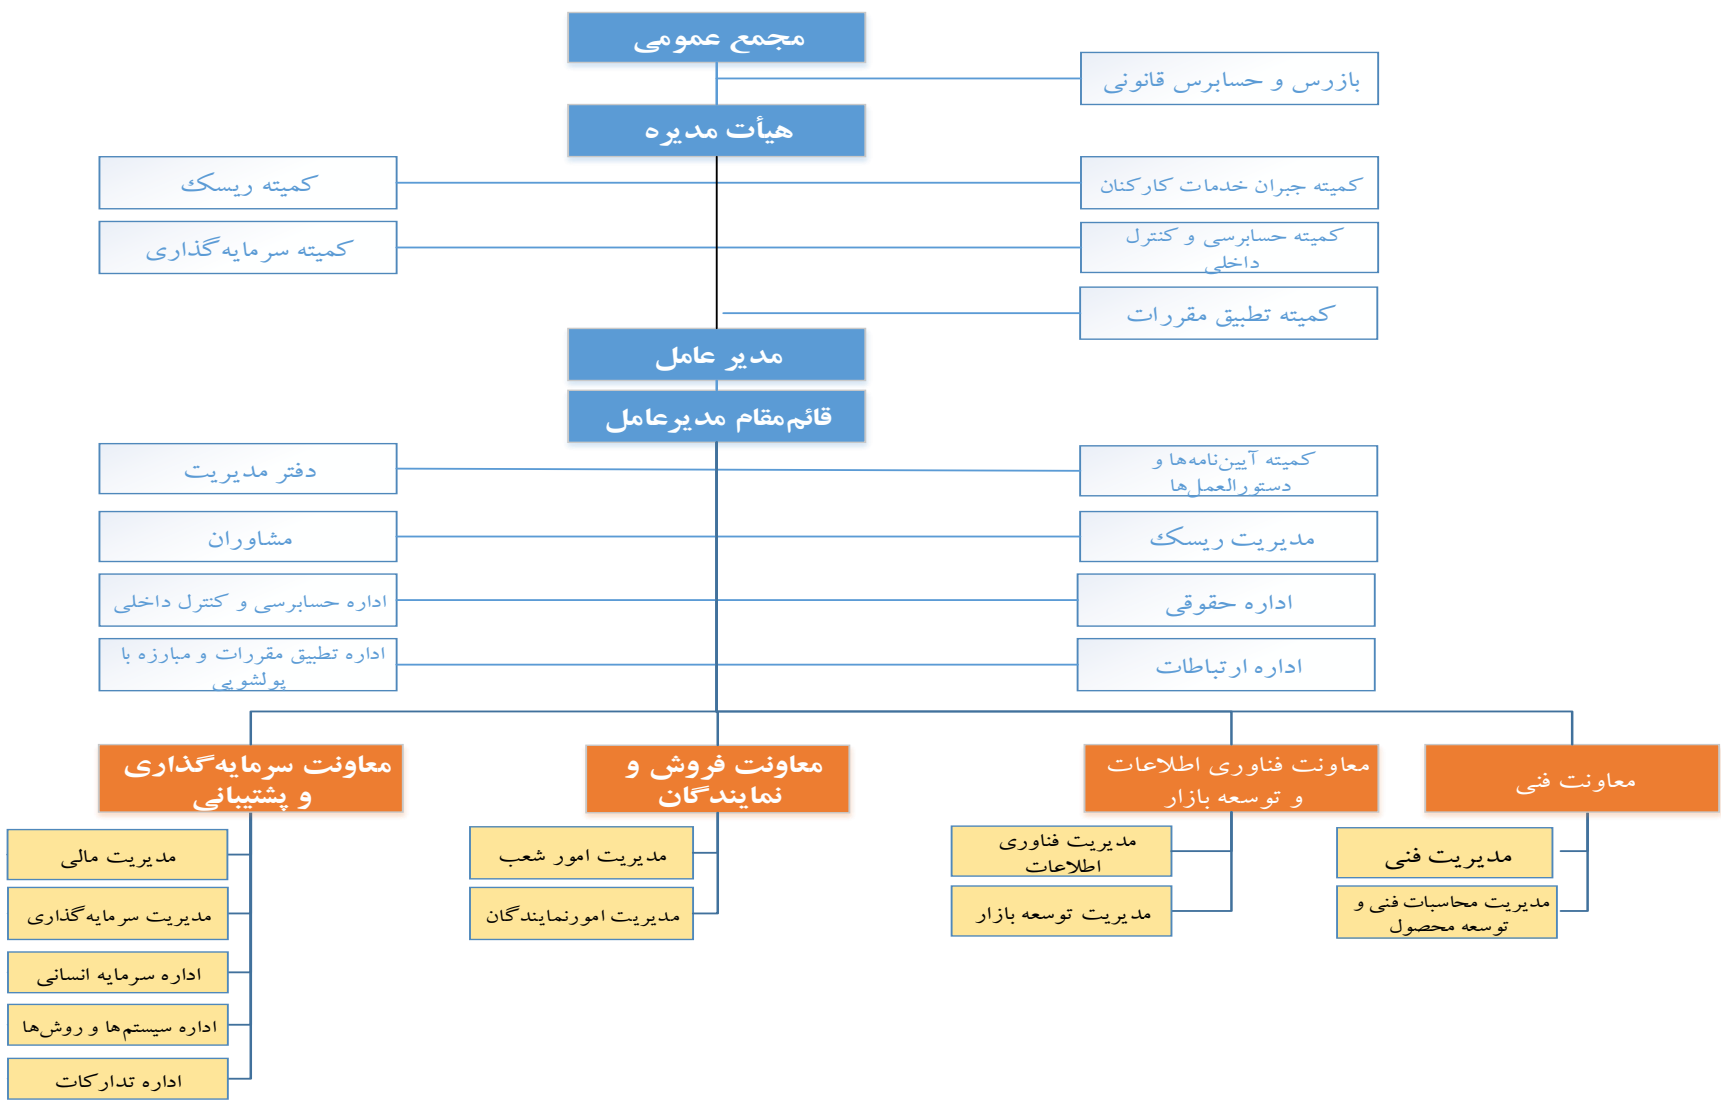 مجمع عمومی
بازرس و حسابرس قانونی
هیأت مدیره
کمیته جبران خدمات کارکنان
کمیته ریسک
کمیته حسابرسی و کنترل
داخلی
کمیته سرمایه‌گذاری
کمیته تطبیق مقررات
مدیر عامل
قائم‌مقام مدیرعامل
کمیته آیین‌نامه‌ها و
دستورالعمل‌ها
دفتر مدیریت
مدیریت ریسک
مشاوران
اداره حقوقی
اداره حسابرسی و کنترل داخلی
اداره ارتباطات
اداره تطبیق مقررات و مبارزه با
پولشویی
معاونت فنی
معاونت فناوری اطلاعات
و توسعه بازار
معاونت فروش و
نمایندگان
معاونت سرمایه‌گذاری
و پشتیبانی
مدیریت فنی
مدیریت محاسبات فنی و
توسعه محصول
مدیریت فناوری
اطلاعات
مدیریت توسعه بازار
مدیریت امور شعب
مدیریت امورنمایندگان
مدیریت مالی
مدیریت سرمایه‌گذاری
اداره سرمایه انسانی
اداره سیستم‌ها و روش‌ها
اداره تدارکات